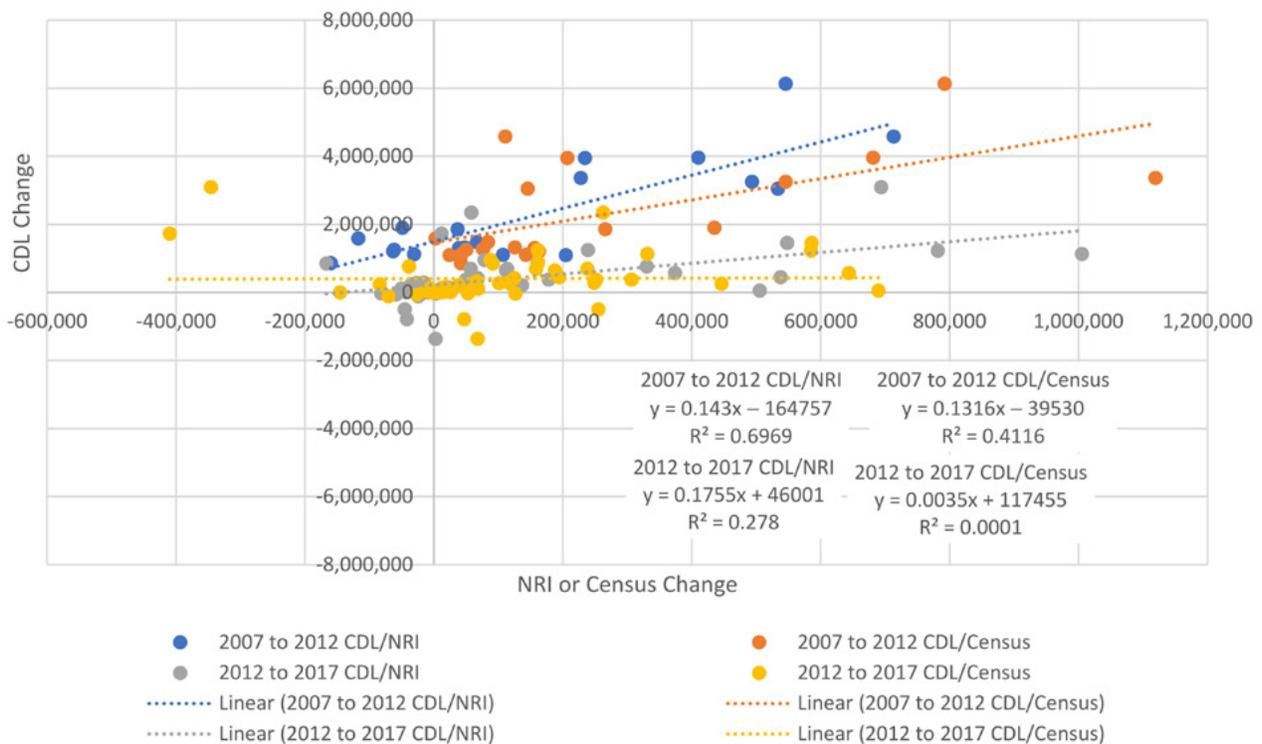 8,000,000
6,000,000
4,000,000
2,000,000
0
-600,000 -400,000 -200,000 0 200,000 400,000 600,000 800,000 1,000,000 1,200,000
-2,000,000
-4,000,000
-6,000,000
-8,000,000
CDL Change
2007 to 2012 CDL/NRI
y = 0.143x – 164757
R² = 0.6969
2007 to 2012 CDL/Census
y = 0.1316x – 39530
R² = 0.4116
2012 to 2017 CDL/NRI
y = 0.1755x + 46001
R² = 0.278
2012 to 2017 CDL/Census
y = 0.0035x + 117455
R² = 0.0001
NRI or Census Change
2007 to 2012 CDL/NRI
2007 to 2012 CDL/Census
2012 to 2017 CDL/NRI
2012 to 2017 CDL/Census
Linear (2007 to 2012 CDL/NRI)
Linear (2007 to 2012 CDL/Census)
Linear (2012 to 2017 CDL/NRI)
Linear (2012 to 2017 CDL/Census)